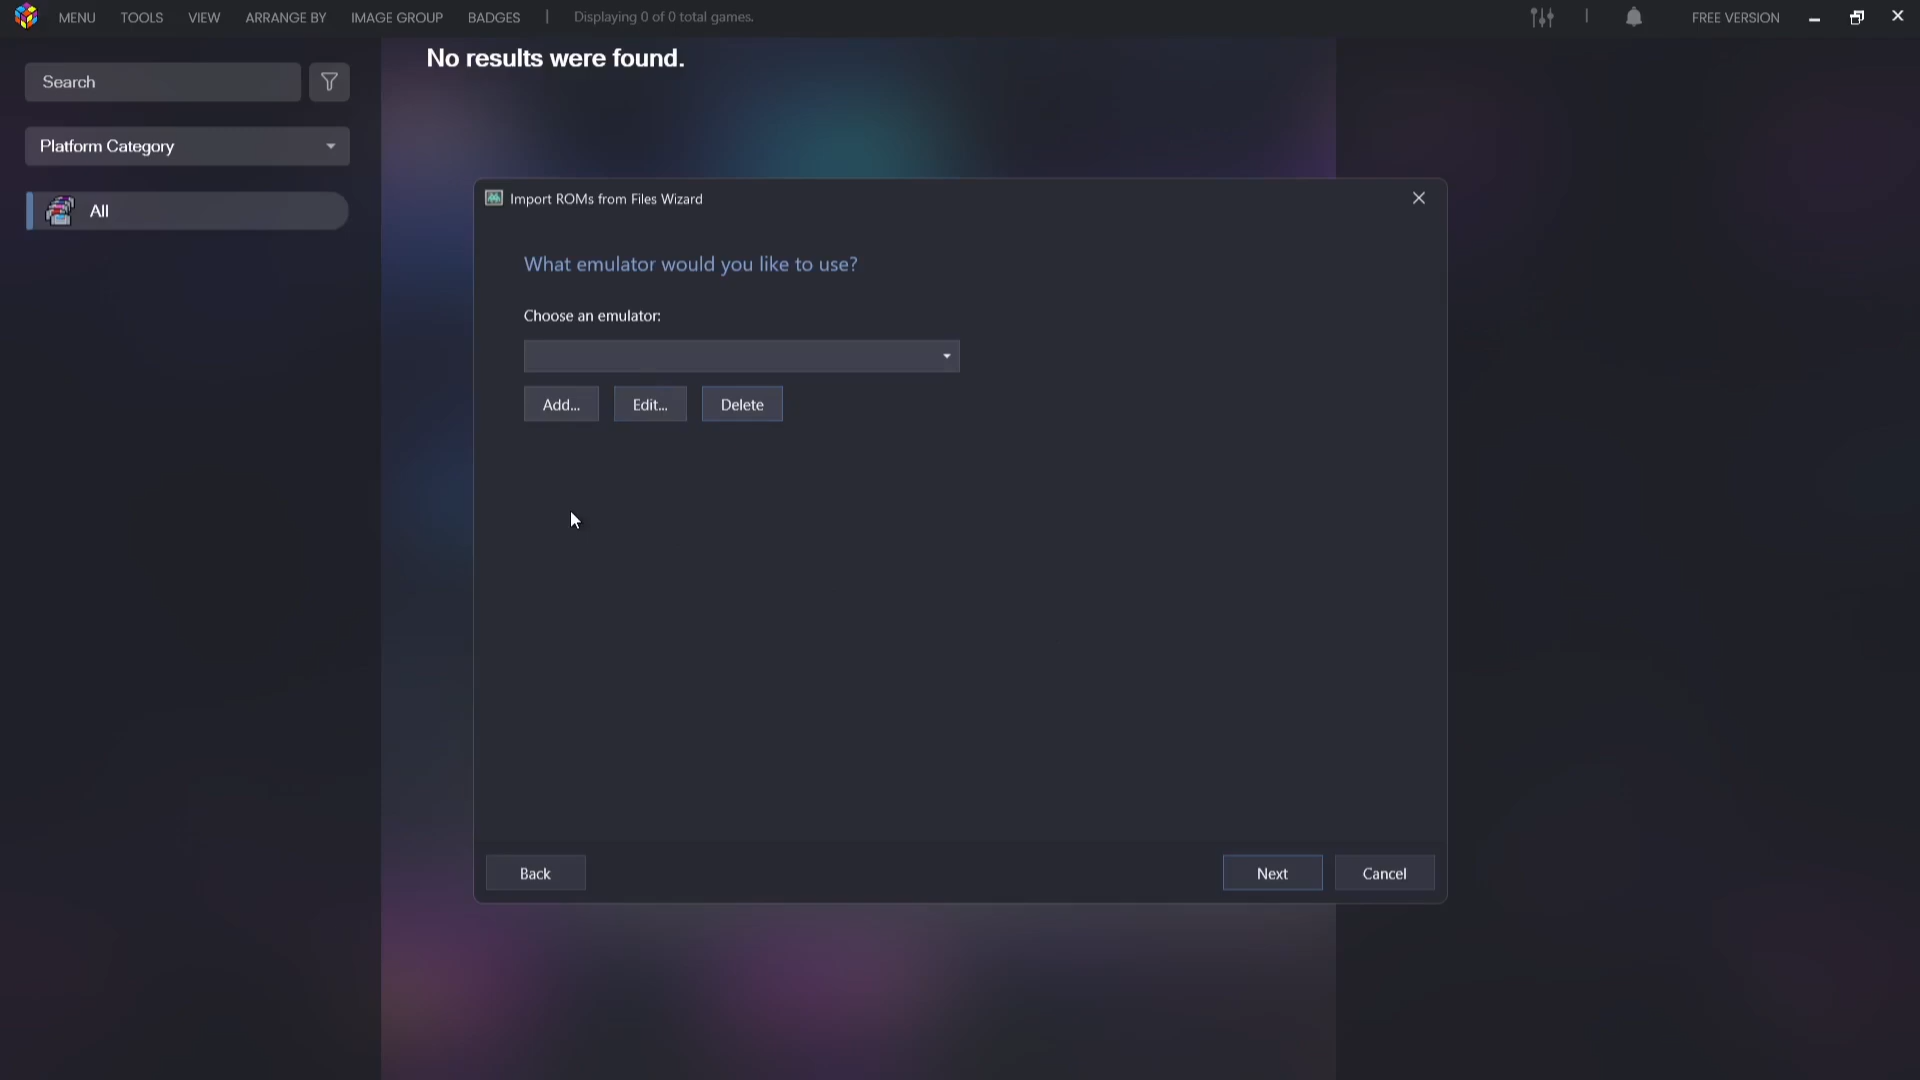 MENU TOOLS VIEW ARRANGE BY IMAGE GROUP BADGES | Displaying 0 of 0 total games. | FREE VERSION
Search
No results were found.
Platform Category
All
Import ROMs from Files Wizard
What emulator would you like to use?
Choose an emulator:
Add... Edit... Delete
Back Next Cancel